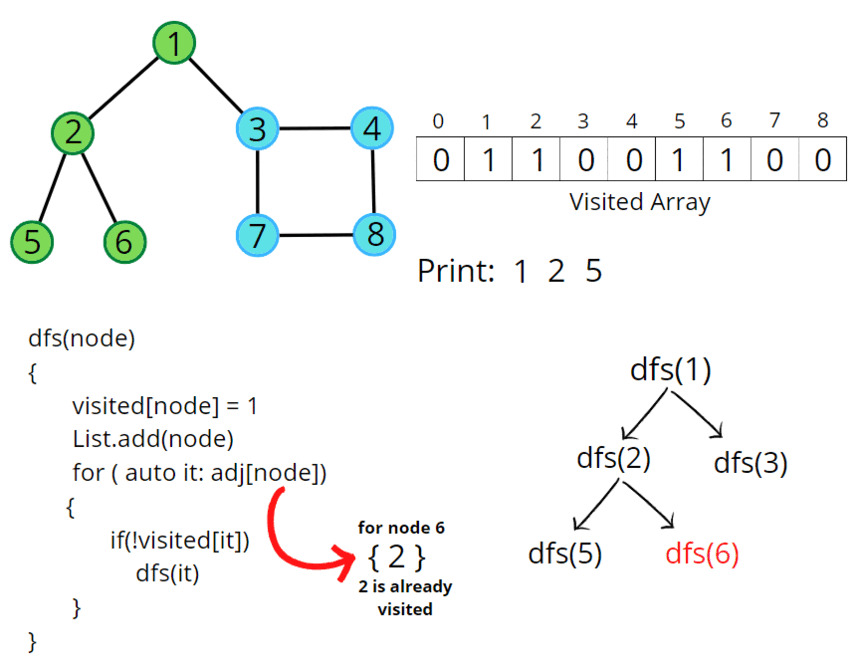 1
2
3
4
5
6
7
8
0 1 2 3 4 5 6 7 8
0 1 1 0 0 1 1 0 0
Visited Array
Print: 1 2 5
dfs(node)
{
visited[node] = 1
List.add(node)
for ( auto it: adj[node])
{
if(!visited[it])
dfs(it)
}
}
for node 6
{ 2 }
2 is already
visited
dfs(1)
dfs(2)
dfs(3)
dfs(5)
dfs(6)